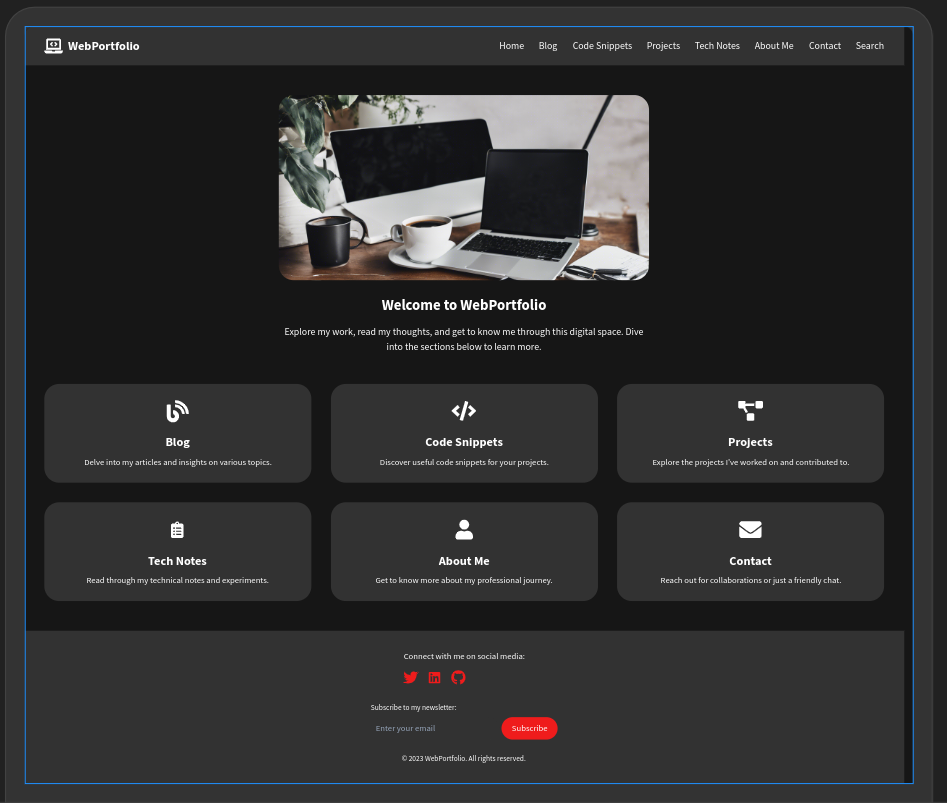 WebPortfolio
Home Blog Code Snippets Projects Tech Notes About Me Contact Search
Welcome to WebPortfolio
Explore my work, read my thoughts, and get to know me through this digital space. Dive
into the sections below to learn more.
Blog
Delve into my articles and insights on various topics.
Code Snippets
Discover useful code snippets for your projects.
Projects
Explore the projects I've worked on and contributed to.
Tech Notes
Read through my technical notes and experiments.
About Me
Get to know more about my professional journey.
Contact
Reach out for collaborations or just a friendly chat.
Connect with me on social media:
Subscribe to my newsletter:
Enter your email Subscribe
© 2023 WebPortfolio. All rights reserved.